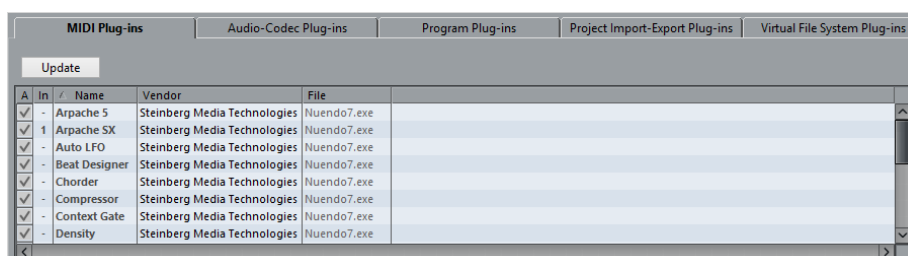 MIDI Plug-ins Audio-Codec Plug-ins Program Plug-ins Project Import-Export Plug-ins Virtual File System Plug-ins
Update
A In Name Vendor File
- Arpache 5 Steinberg Media Technologies Nuendo7.exe
1 Arpache SX Steinberg Media Technologies Nuendo7.exe
- Auto LFO Steinberg Media Technologies Nuendo7.exe
- Beat Designer Steinberg Media Technologies Nuendo7.exe
- Chorder Steinberg Media Technologies Nuendo7.exe
- Compressor Steinberg Media Technologies Nuendo7.exe
- Context Gate Steinberg Media Technologies Nuendo7.exe
- Density Steinberg Media Technologies Nuendo7.exe